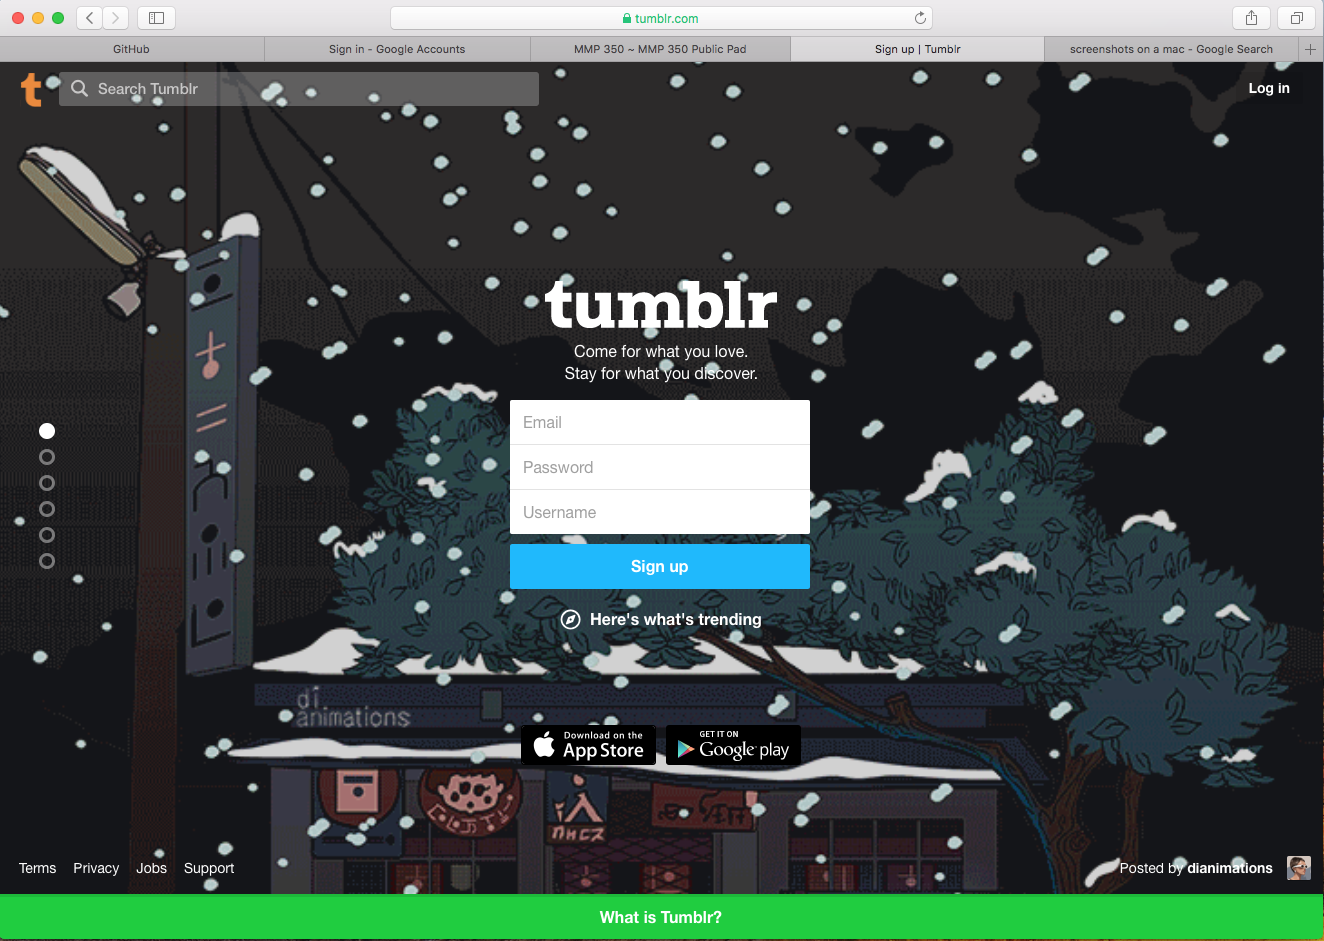 tumblr.com
GitHub
Sign in - Google Accounts
MMP 350 ~ MMP 350 Public Pad
Sign up | Tumblr
screenshots on a mac - Google Search
t
Search Tumblr
Log in
tumblr
Come for what you love.
Stay for what you discover.
Email
Password
Username
Sign up
Here's what's trending
di
animations
Download on the
App Store
GET IT ON
Google play
Terms
Privacy
Jobs
Support
Posted by dianimations
What is Tumblr?